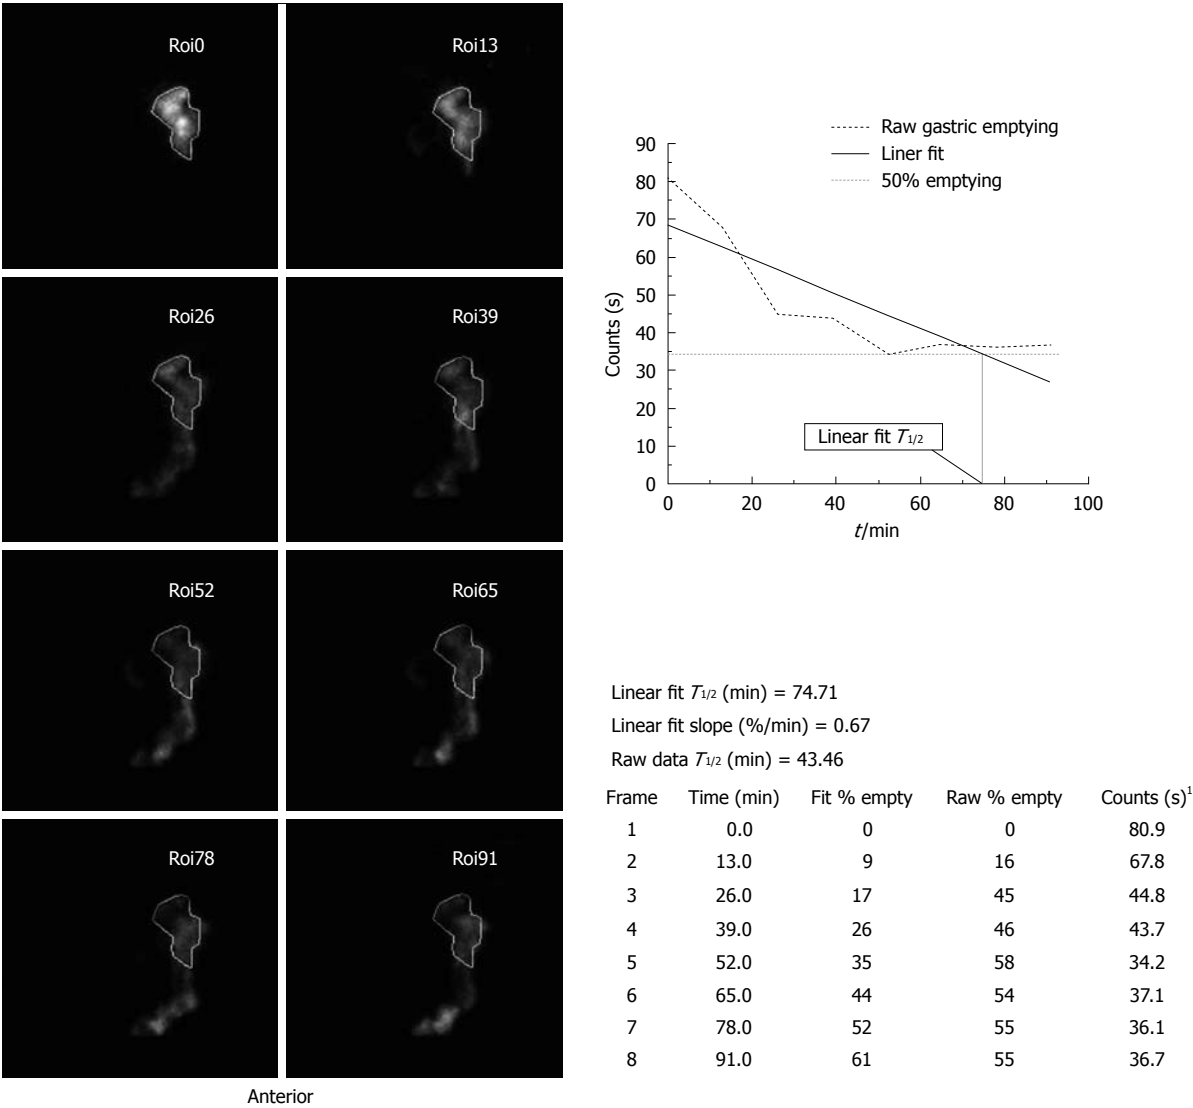 Roi0
Roi13
Roi26
Roi39
Roi52
Roi65
Roi78
Roi91
Anterior
Raw gastric emptying
Liner fit
50% emptying
90
80
70
60
50
40
30
20
10
0
Counts (s)
Linear fit T1/2
0 20 40 60 80 100
t/min
Linear fit T1/2 (min) = 74.71
Linear fit slope (%/min) = 0.67
Raw data T1/2 (min) = 43.46
Frame Time (min) Fit % empty Raw % empty Counts (s)1
1 0.0 0 0 80.9
2 13.0 9 16 67.8
3 26.0 17 45 44.8
4 39.0 26 46 43.7
5 52.0 35 58 34.2
6 65.0 44 54 37.1
7 78.0 52 55 36.1
8 91.0 61 55 36.7